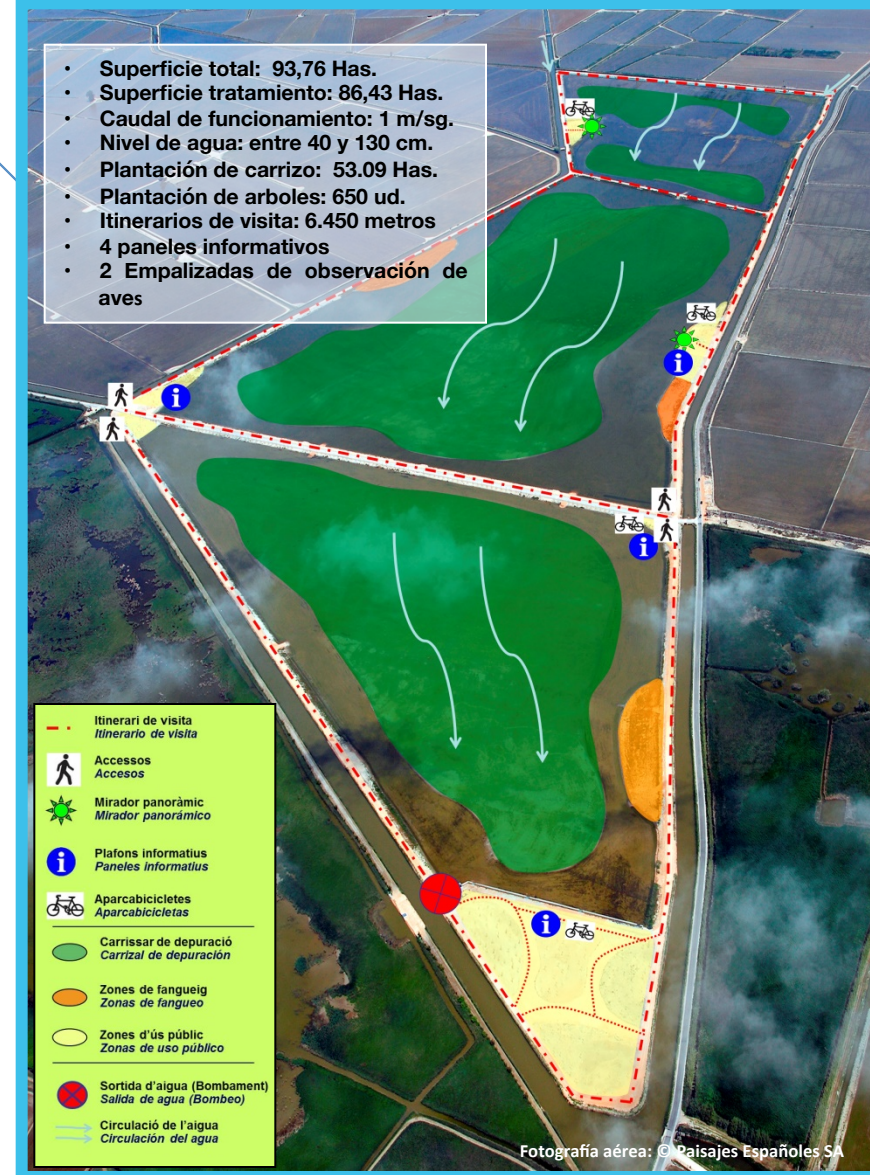 • Superficie total: 93,76 Has.
• Superficie tratamiento: 86,43 Has.
• Caudal de funcionamiento: 1 m/sg.
• Nivel de agua: entre 40 y 130 cm.
• Plantación de carrizo: 53.09 Has.
• Plantación de arboles: 650 ud.
• Itinerarios de visita: 6.450 metros
• 4 paneles informativos
• 2 Empalizadas de observación de
aves
i
i
i
i
Itinerari de visita
Itinerario de visita
Accessos
Accesos
Mirador panoràmic
Mirador panorámico
i
Plafons informatius
Paneles informatius
Aparcabicicletes
Aparcabicicletas
Carrissar de depuració
Carrizal de depuración
Zones de fangueig
Zonas de fangueo
Zones d'ús públic
Zonas de uso público
Sortida d'aigua (Bombament)
Salida de agua (Bombeo)
Circulació de l'aigua
Circulación del agua
Fotografía aérea: © Paisajes Españoles SA